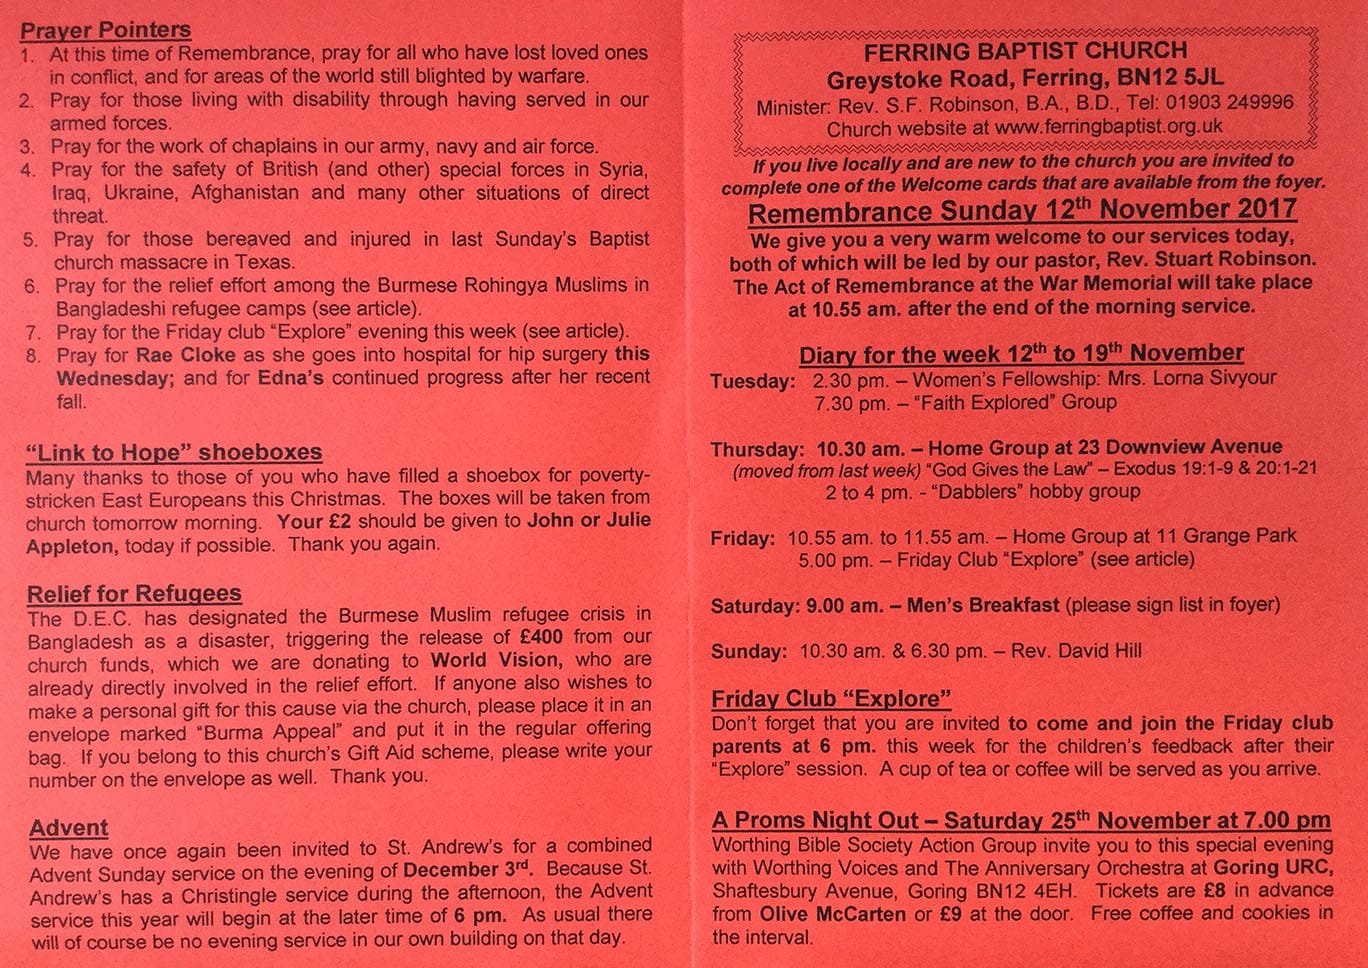 Prayer Pointers
1. At this time of Remembrance, pray for all who have lost loved ones
in conflict, and for areas of the world still blighted by warfare.
2. Pray for those living with disability through having served in our
armed forces.
3. Pray for the work of chaplains in our army, navy and air force.
4. Pray for the safety of British (and other) special forces in Syria,
Iraq, Ukraine, Afghanistan and many other situations of direct
threat.
5. Pray for those bereaved and injured in last Sunday's Baptist
church massacre in Texas.
6. Pray for the relief effort among the Burmese Rohingya Muslims in
Bangladeshi refugee camps (see article).
7. Pray for the Friday club "Explore" evening this week (see article).
8. Pray for Rae Cloke as she goes into hospital for hip surgery this
Wednesday; and for Edna's continued progress after her recent
fall.
"Link to Hope" shoeboxes
Many thanks to those of you who have filled a shoebox for poverty-
stricken East Europeans this Christmas. The boxes will be taken from
church tomorrow morning. Your £2 should be given to John or Julie
Appleton, today if possible. Thank you again.
Relief for Refugees
The D.E.C. has designated the Burmese Muslim refugee crisis in
Bangladesh as a disaster, triggering the release of £400 from our
church funds, which we are donating to World Vision, who are
already directly involved in the relief effort. If anyone also wishes to
make a personal gift for this cause via the church, please place it in an
envelope marked "Burma Appeal" and put it in the regular offering
bag. If you belong to this church's Gift Aid scheme, please write your
number on the envelope as well. Thank you.
Advent
We have once again been invited to St. Andrew's for a combined
Advent Sunday service on the evening of December 3rd. Because St.
Andrew's has a Christingle service during the afternoon, the Advent
service this year will begin at the later time of 6 pm. As usual there
will of course be no evening service in our own building on that day.
FERRING BAPTIST CHURCH
Greystoke Road, Ferring, BN12 5JL
Minister: Rev. S.F. Robinson, B.A., B.D., Tel: 01903 249996
Church website at www.ferringbaptist.org.uk
If you live locally and are new to the church you are invited to
complete one of the Welcome cards that are available from the foyer.
Remembrance Sunday 12th November 2017
We give you a very warm welcome to our services today,
both of which will be led by our pastor, Rev. Stuart Robinson.
The Act of Remembrance at the War Memorial will take place
at 10.55 am. after the end of the morning service.
Diary for the week 12th to 19th November
Tuesday: 2.30 pm. – Women's Fellowship: Mrs. Lorna Sivyour
7.30 pm. – "Faith Explored" Group
Thursday: 10.30 am. – Home Group at 23 Downview Avenue
(moved from last week) "God Gives the Law" – Exodus 19:1-9 & 20:1-21
2 to 4 pm. - "Dabblers" hobby group
Friday: 10.55 am. to 11.55 am. – Home Group at 11 Grange Park
5.00 pm. – Friday Club "Explore" (see article)
Saturday: 9.00 am. – Men's Breakfast (please sign list in foyer)
Sunday: 10.30 am. & 6.30 pm. – Rev. David Hill
Friday Club "Explore"
Don't forget that you are invited to come and join the Friday club
parents at 6 pm. this week for the children's feedback after their
"Explore" session. A cup of tea or coffee will be served as you arrive.
A Proms Night Out – Saturday 25th November at 7.00 pm
Worthing Bible Society Action Group invite you to this special evening
with Worthing Voices and The Anniversary Orchestra at Goring URC,
Shaftesbury Avenue, Goring BN12 4EH. Tickets are £8 in advance
from Olive McCarten or £9 at the door. Free coffee and cookies in
the interval.